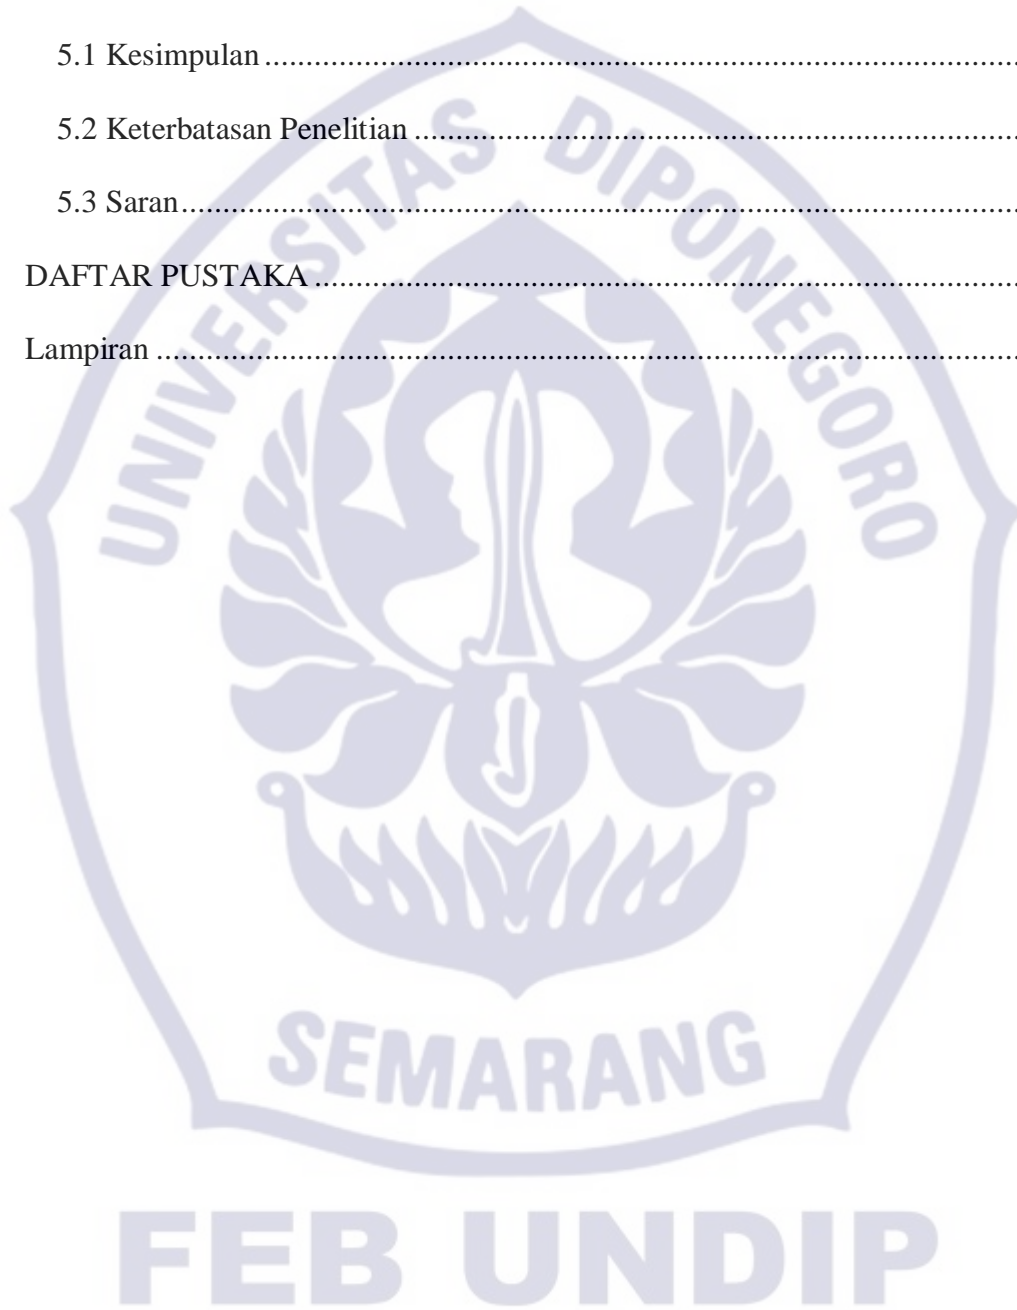 5.1 Kesimpulan ........................................................................................
5.2 Keterbatasan Penelitian ........................................................................
5.3 Saran..................................................................................................
DAFTAR PUSTAKA ....................................................................................
Lampiran ......................................................................................................
UNIVERSITAS DIPONEGORO
SEMARANG
FEB UNDIP